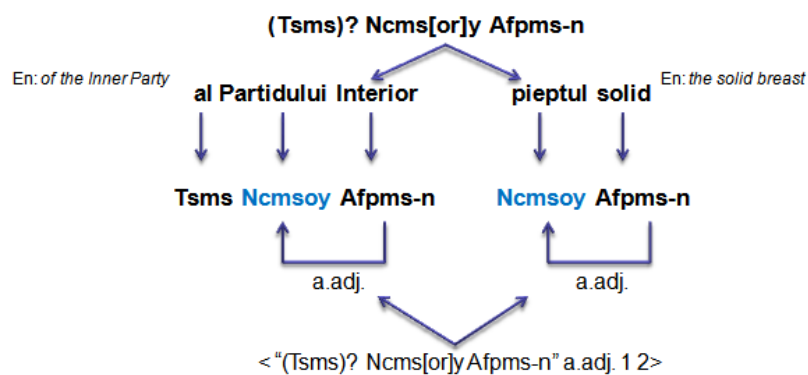 (Tsms)? Ncms[or]y Afpms-n
En: of the Inner Party
al Partidului Interior
pieptul solid
En: the solid breast
Tsms Ncmsoy Afpms-n
Ncmsoy Afpms-n
a.adj.
a.adj.
< “(Tsms)? Ncms[or]y Afpms-n” a.adj. 1 2>